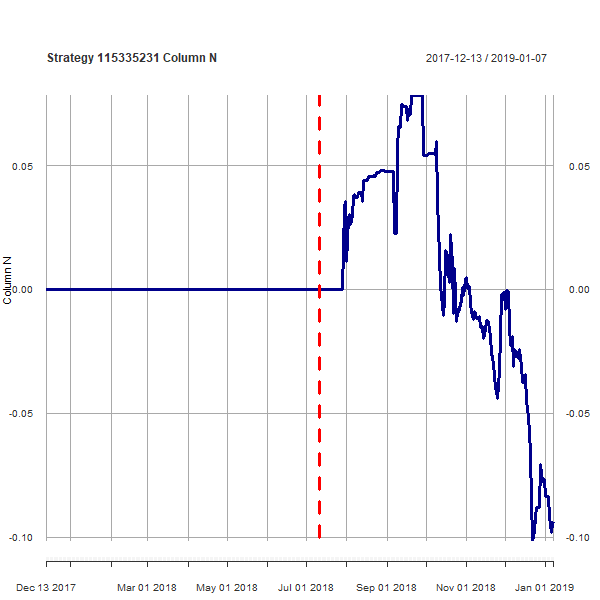 Strategy 115335231 Column N
2017-12-13 / 2019-01-07
0.05
0.05
0.00
0.00
Column N
-0.05
-0.05
-0.10
-0.10
Dec 13 2017
Mar 01 2018
May 01 2018
Jul 01 2018
Sep 01 2018
Nov 01 2018
Jan 01 2019